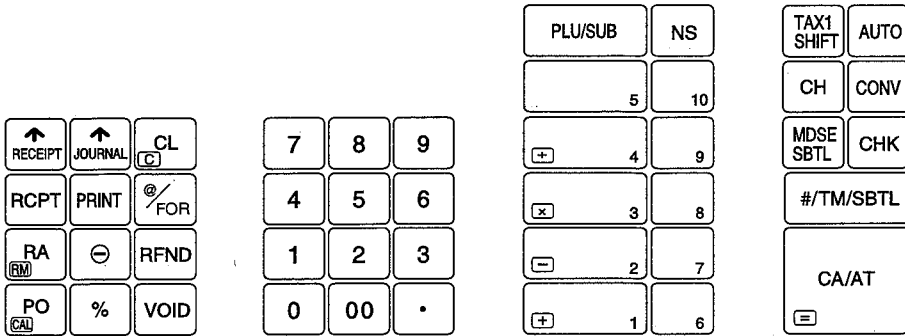 PLU/SUB NS
5 10
+ 4 9
× 3 8
− 2 7
+ 1 6
RECEIPT JOURNAL CL C
RCPT PRINT @/FOR
RA RM ⊖ RFND
PO CAL % VOID
7 8 9
4 5 6
1 2 3
0 00 •
TAX1 SHIFT AUTO
CH CONV
MDSE SBTL CHK
#/TM/SBTL
CA/AT
=